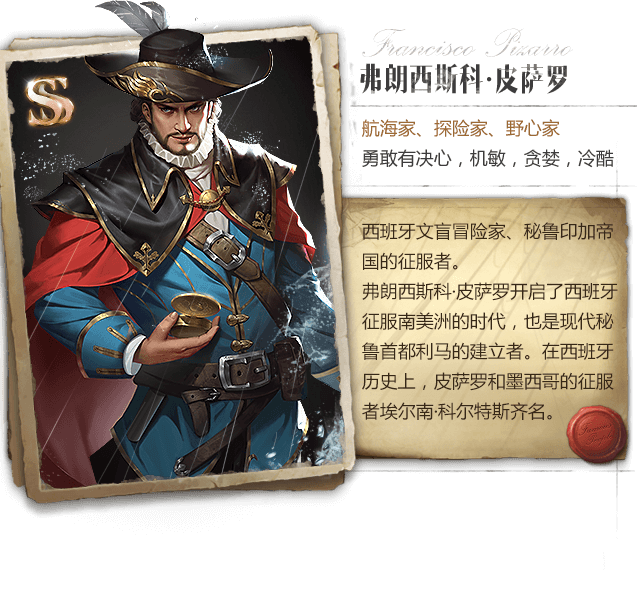 Francisco Pizarro
弗朗西斯科·皮萨罗
S
航海家、探险家、野心家
勇敢有决心，机敏，贪婪，冷酷
西班牙文盲冒险家、秘鲁印加帝
国的征服者。
弗朗西斯科·皮萨罗开启了西班牙
征服南美洲的时代，也是现代秘
鲁首都利马的建立者。在西班牙
历史上，皮萨罗和墨西哥的征服
者埃尔南·科尔特斯齐名。